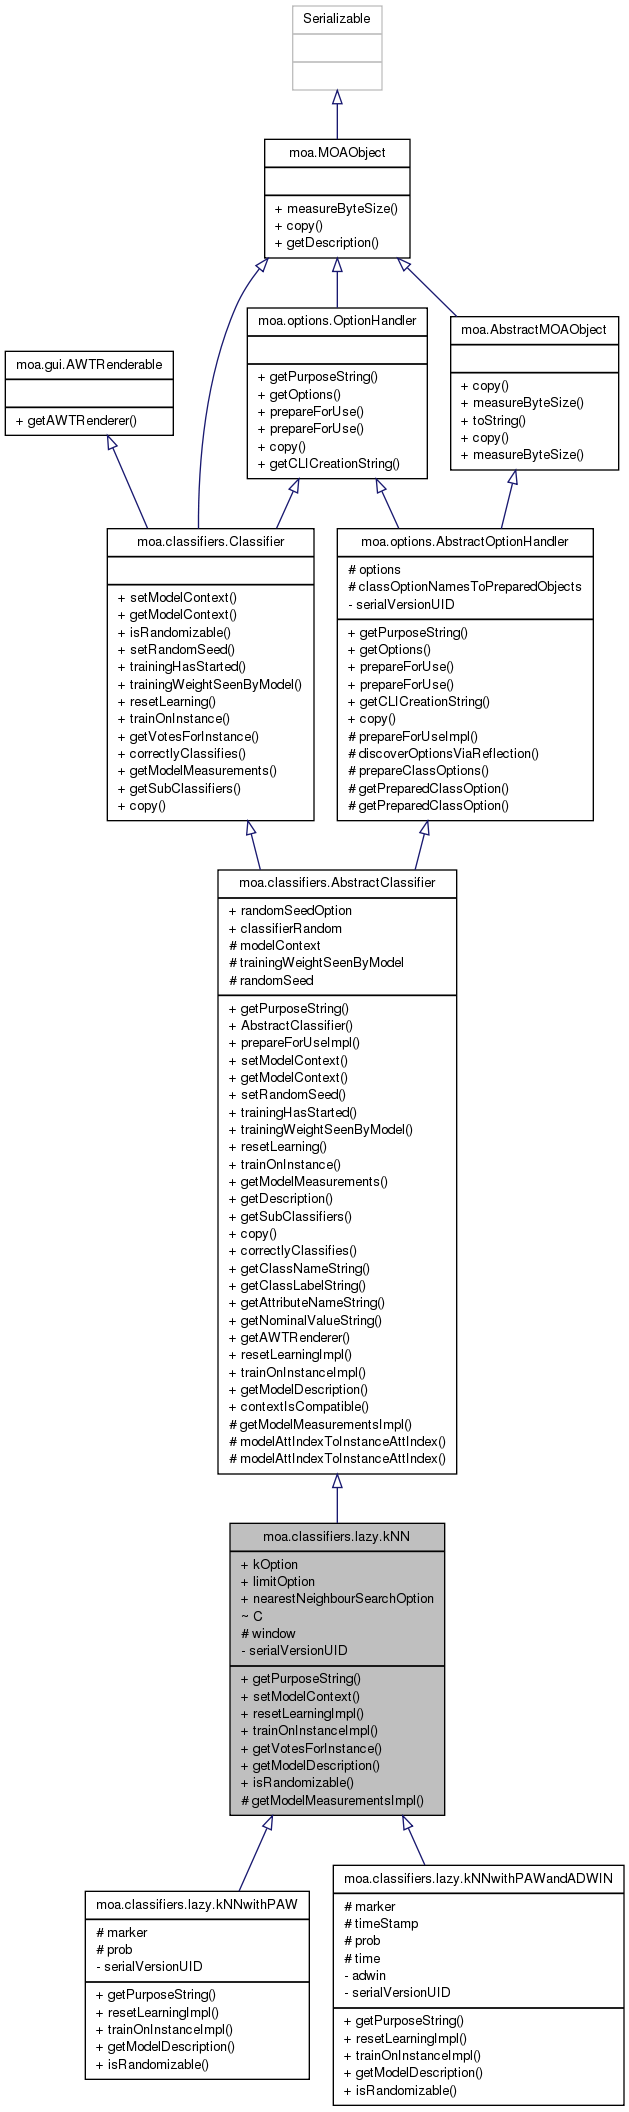 Serializable
moa.MOAObject
+ measureByteSize()
+ copy()
+ getDescription()
moa.options.OptionHandler
+ getPurposeString()
+ getOptions()
+ prepareForUse()
+ prepareForUse()
+ copy()
+ getCLICreationString()
moa.AbstractMOAObject
+ copy()
+ measureByteSize()
+ toString()
+ copy()
+ measureByteSize()
moa.gui.AWTRenderable
+ getAWTRenderer()
moa.classifiers.Classifier
+ setModelContext()
+ getModelContext()
+ isRandomizable()
+ setRandomSeed()
+ trainingHasStarted()
+ trainingWeightSeenByModel()
+ resetLearning()
+ trainOnInstance()
+ getVotesForInstance()
+ correctlyClassifies()
+ getModelMeasurements()
+ getSubClassifiers()
+ copy()
moa.options.AbstractOptionHandler
# options
# classOptionNamesToPreparedObjects
- serialVersionUID
+ getPurposeString()
+ getOptions()
+ prepareForUse()
+ prepareForUse()
+ getCLICreationString()
+ copy()
# prepareForUseImpl()
# discoverOptionsViaReflection()
# prepareClassOptions()
# getPreparedClassOption()
# getPreparedClassOption()
moa.classifiers.AbstractClassifier
+ randomSeedOption
+ classifierRandom
# modelContext
# trainingWeightSeenByModel
# randomSeed
+ getPurposeString()
+ AbstractClassifier()
+ prepareForUseImpl()
+ setModelContext()
+ getModelContext()
+ setRandomSeed()
+ trainingHasStarted()
+ trainingWeightSeenByModel()
+ resetLearning()
+ trainOnInstance()
+ getModelMeasurements()
+ getDescription()
+ getSubClassifiers()
+ copy()
+ correctlyClassifies()
+ getClassNameString()
+ getClassLabelString()
+ getAttributeNameString()
+ getNominalValueString()
+ getAWTRenderer()
+ resetLearningImpl()
+ trainOnInstanceImpl()
+ getModelDescription()
+ contextIsCompatible()
# getModelMeasurementsImpl()
# modelAttIndexToInstanceAttIndex()
# modelAttIndexToInstanceAttIndex()
moa.classifiers.lazy.kNN
+ kOption
+ limitOption
+ nearestNeighbourSearchOption
~ C
# window
- serialVersionUID
+ getPurposeString()
+ setModelContext()
+ resetLearningImpl()
+ trainOnInstanceImpl()
+ getVotesForInstance()
+ getModelDescription()
+ isRandomizable()
# getModelMeasurementsImpl()
moa.classifiers.lazy.kNNwithPAW
# marker
# prob
- serialVersionUID
+ getPurposeString()
+ resetLearningImpl()
+ trainOnInstanceImpl()
+ getModelDescription()
+ isRandomizable()
moa.classifiers.lazy.kNNwithPAWandADWIN
# marker
# timeStamp
# prob
# time
- adwin
- serialVersionUID
+ getPurposeString()
+ resetLearningImpl()
+ trainOnInstanceImpl()
+ getModelDescription()
+ isRandomizable()